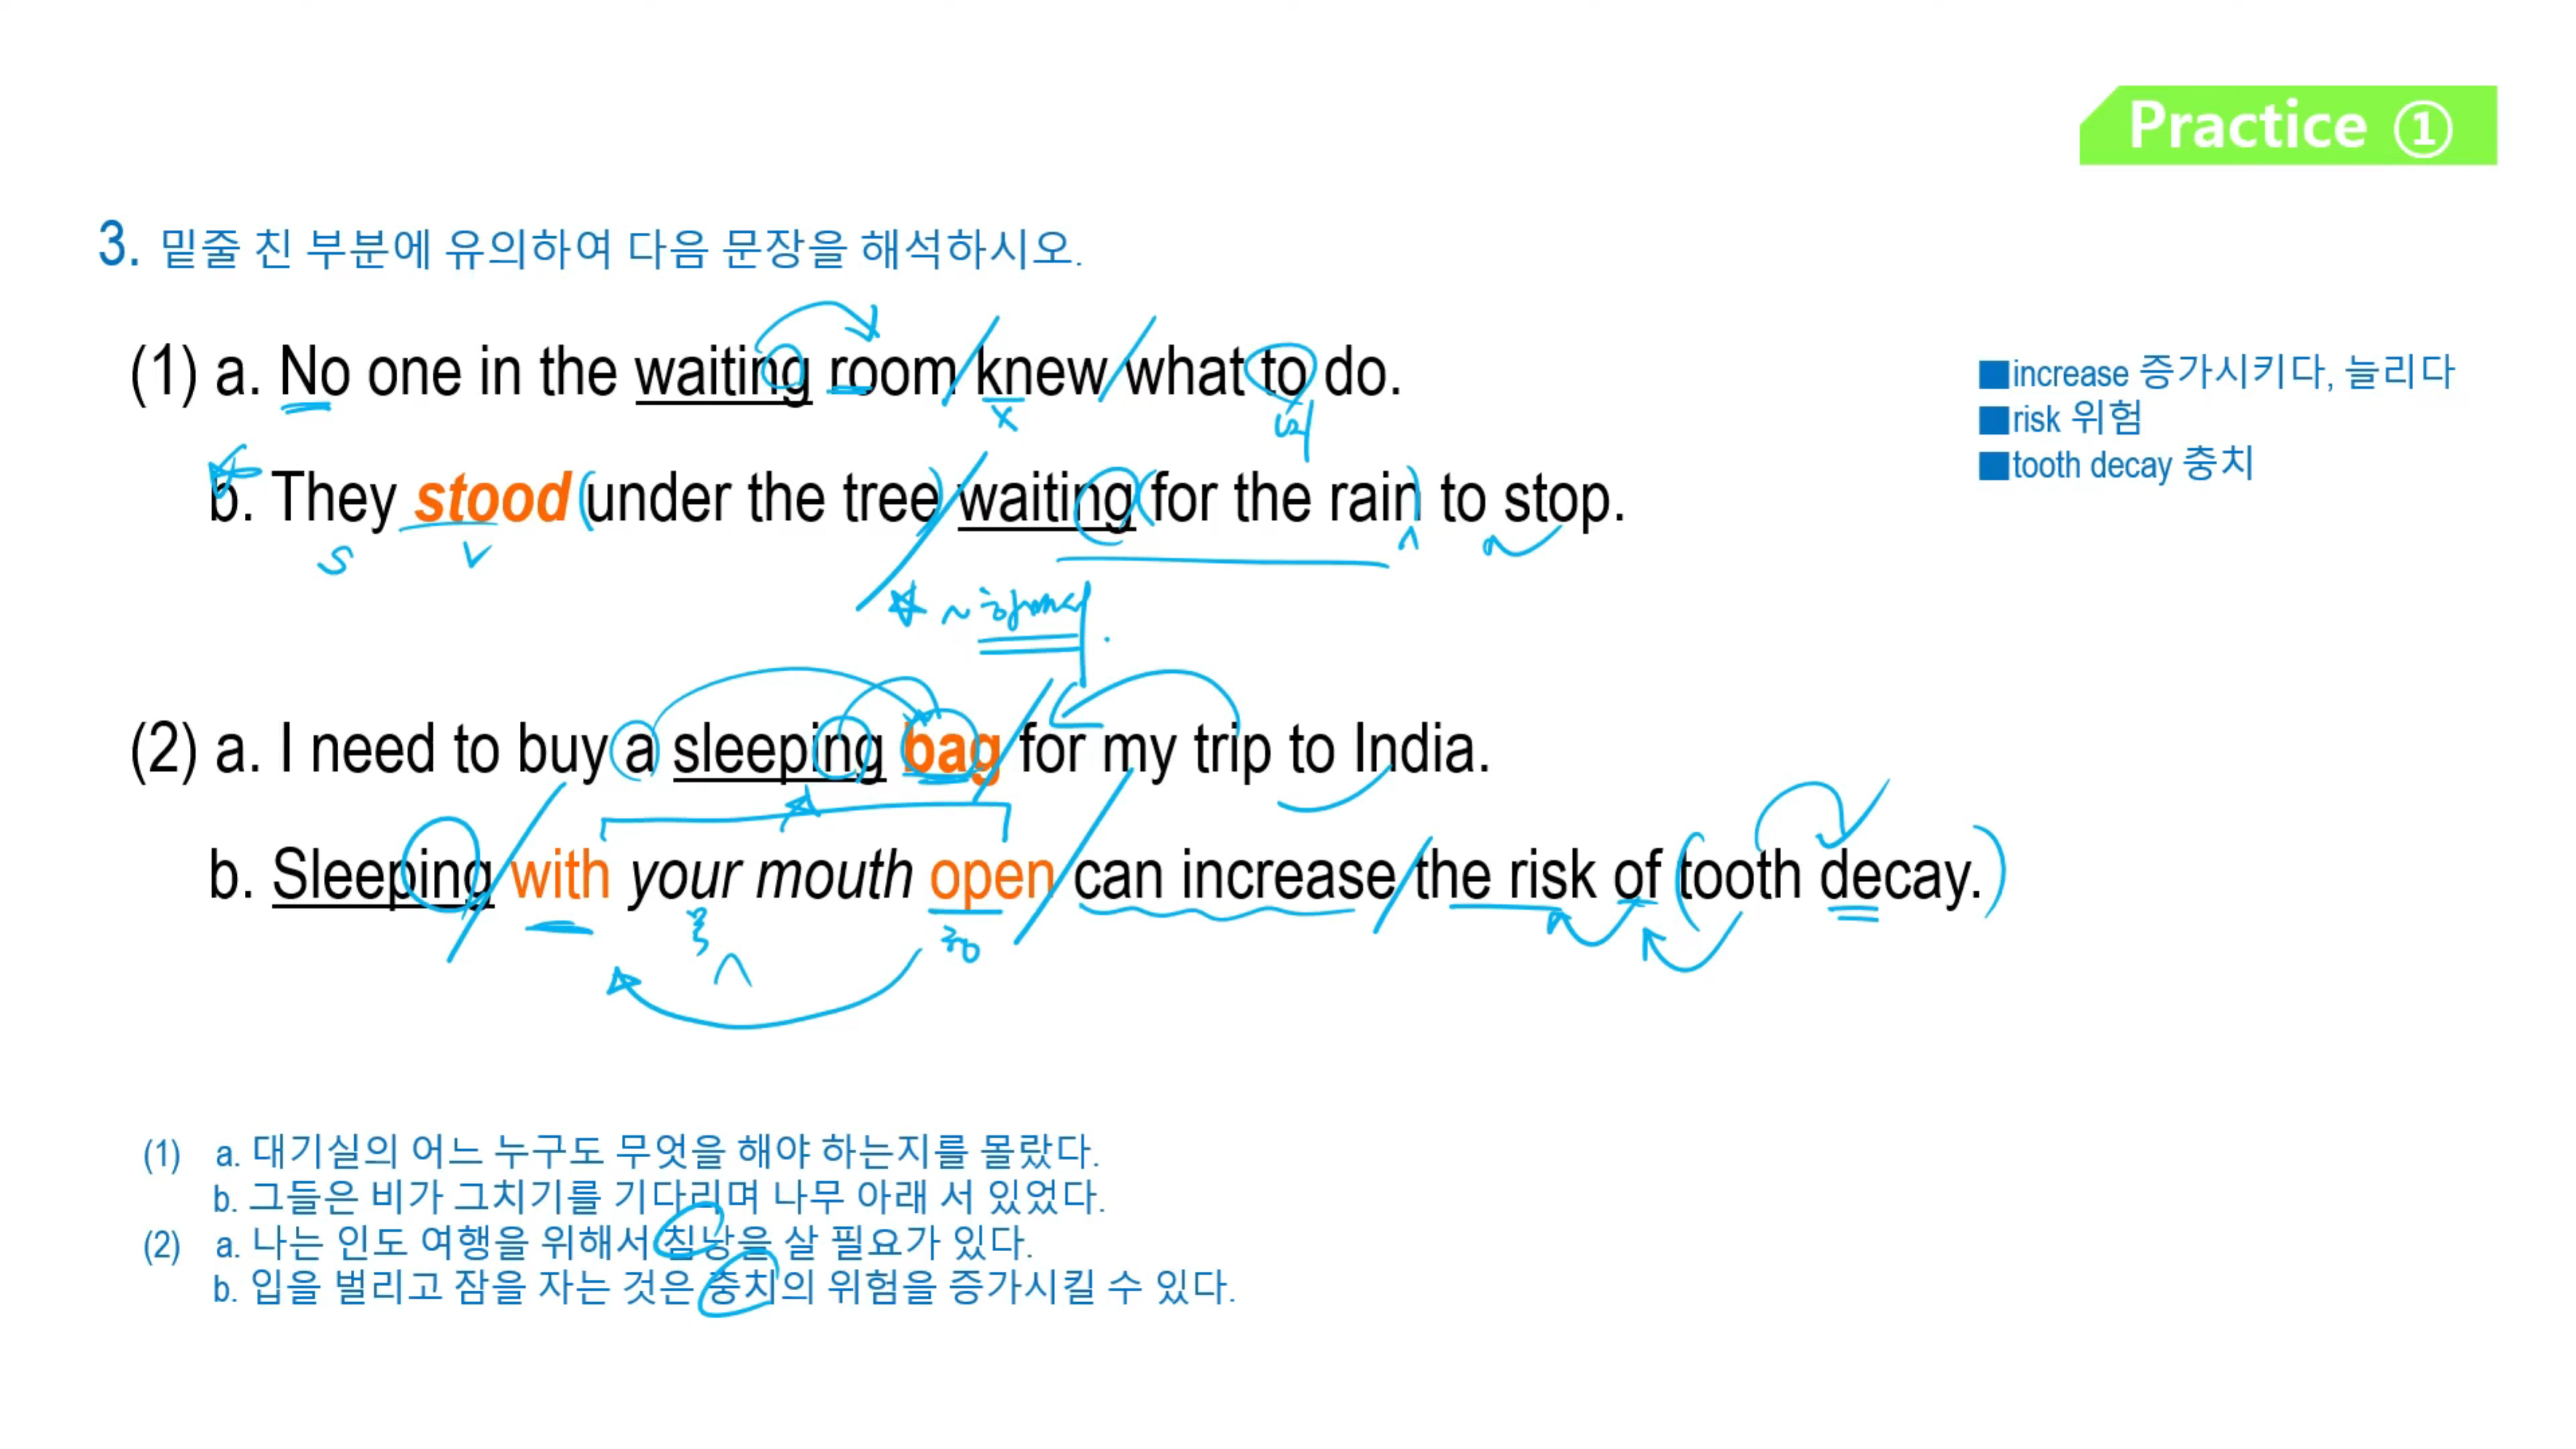 Practice ①
3. 밑줄 친 부분에 유의하여 다음 문장을 해석하시오.
(1) a. No one in the waiting room knew what to do.
■increase 증가시키다, 늘리다
■risk 위험
x
b. They stood under the tree waiting for the rain to stop.
■tooth decay 충치
S V
(2) a. I need to buy a sleeping bag for my trip to India.
b. Sleeping with your mouth open can increase the risk of tooth decay.
(1) a. 대기실의 어느 누구도 무엇을 해야 하는지를 몰랐다.
b. 그들은 비가 그치기를 기다리며 나무 아래 서 있었다.
(2) a. 나는 인도 여행을 위해서 침낭을 살 필요가 있다.
b. 입을 벌리고 잠을 자는 것은 충치의 위험을 증가시킬 수 있다.